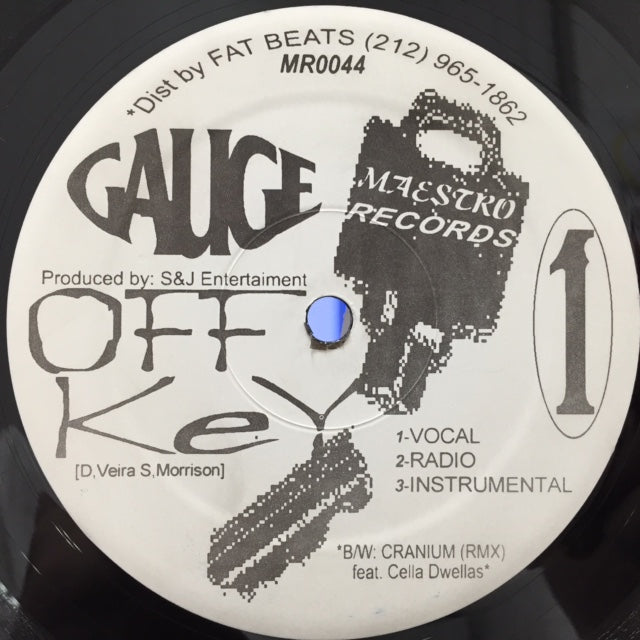 *Dist by FAT BEATS (212) 965-1862
MR0044
GAUGE
MAESTRO
RECORDS
1
Produced by: S&J Entertaiment
OFF
KeY
[D,Veira S,Morrison]
1-VOCAL
2-RADIO
3-INSTRUMENTAL
*B/W: CRANIUM (RMX)
feat. Cella Dwellas*